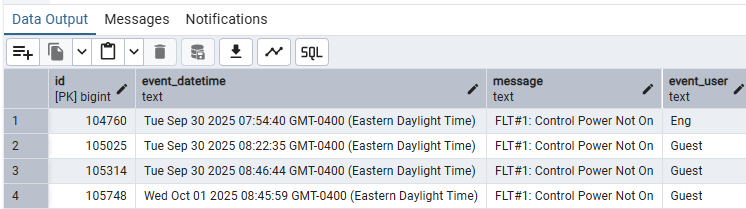 Data Output Messages Notifications
SQL
id event_datetime message event_user
[PK] bigint text text text
1 104760 Tue Sep 30 2025 07:54:40 GMT-0400 (Eastern Daylight Time) FLT#1: Control Power Not On Eng
2 105025 Tue Sep 30 2025 08:22:35 GMT-0400 (Eastern Daylight Time) FLT#1: Control Power Not On Guest
3 105314 Tue Sep 30 2025 08:46:44 GMT-0400 (Eastern Daylight Time) FLT#1: Control Power Not On Guest
4 105748 Wed Oct 01 2025 08:45:59 GMT-0400 (Eastern Daylight Time) FLT#1: Control Power Not On Guest